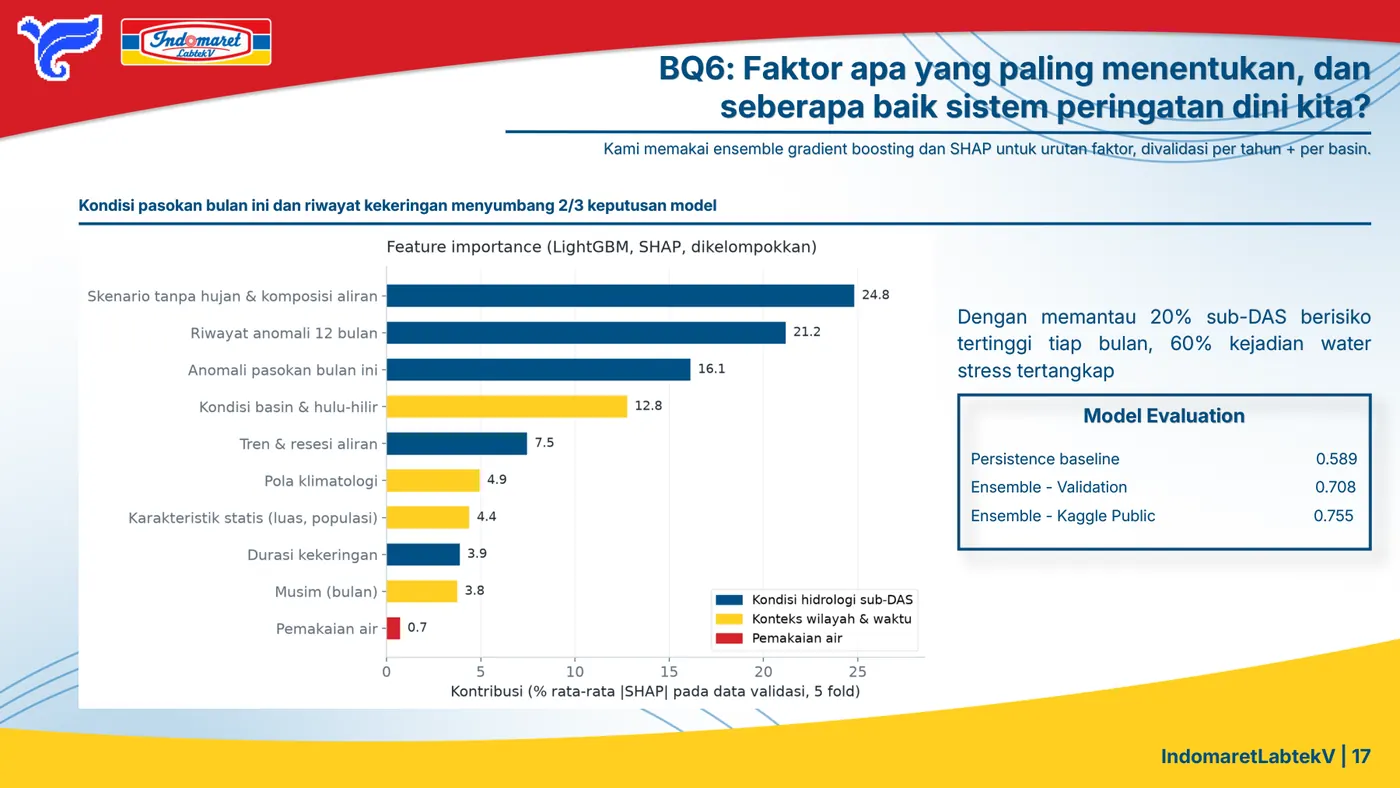 Indomaret
LabtekV
BQ6: Faktor apa yang paling menentukan, dan
seberapa baik sistem peringatan dini kita?
Kami memakai ensemble gradient boosting dan SHAP untuk urutan faktor, divalidasi per tahun + per basin.
Kondisi pasokan bulan ini dan riwayat kekeringan menyumbang 2/3 keputusan model
Feature importance (LightGBM, SHAP, dikelompokkan)
Skenario tanpa hujan & komposisi aliran 24.8
Riwayat anomali 12 bulan 21.2
Anomali pasokan bulan ini 16.1
Kondisi basin & hulu-hilir 12.8
Tren & resesi aliran 7.5
Pola klimatologi 4.9
Karakteristik statis (luas, populasi) 4.4
Durasi kekeringan 3.9
Musim (bulan) 3.8
Pemakaian air 0.7
Kondisi hidrologi sub-DAS
Konteks wilayah & waktu
Pemakaian air
0 5 10 15 20 25
Kontribusi (% rata-rata |SHAP| pada data validasi, 5 fold)
Dengan memantau 20% sub-DAS berisiko
tertinggi tiap bulan, 60% kejadian water
stress tertangkap
Model Evaluation
Persistence baseline 0.589
Ensemble - Validation 0.708
Ensemble - Kaggle Public 0.755
IndomaretLabtekV | 17